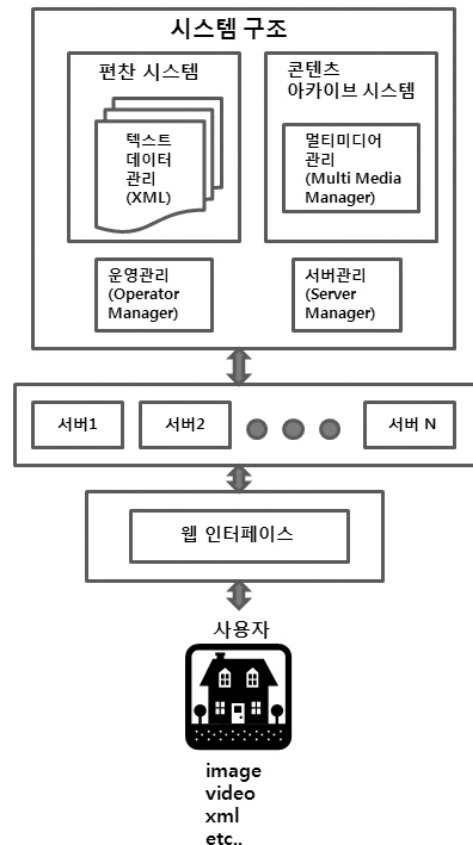 시스템 구조
편찬 시스템
텍스트
데이터
관리
(XML)
콘텐츠
아카이브 시스템
멀티미디어
관리
(Multi Media
Manager)
운영관리
(Operator
Manager)
서버관리
(Server
Manager)
서버1
서버2
서버 N
웹 인터페이스
사용자
image
video
xml
etc..